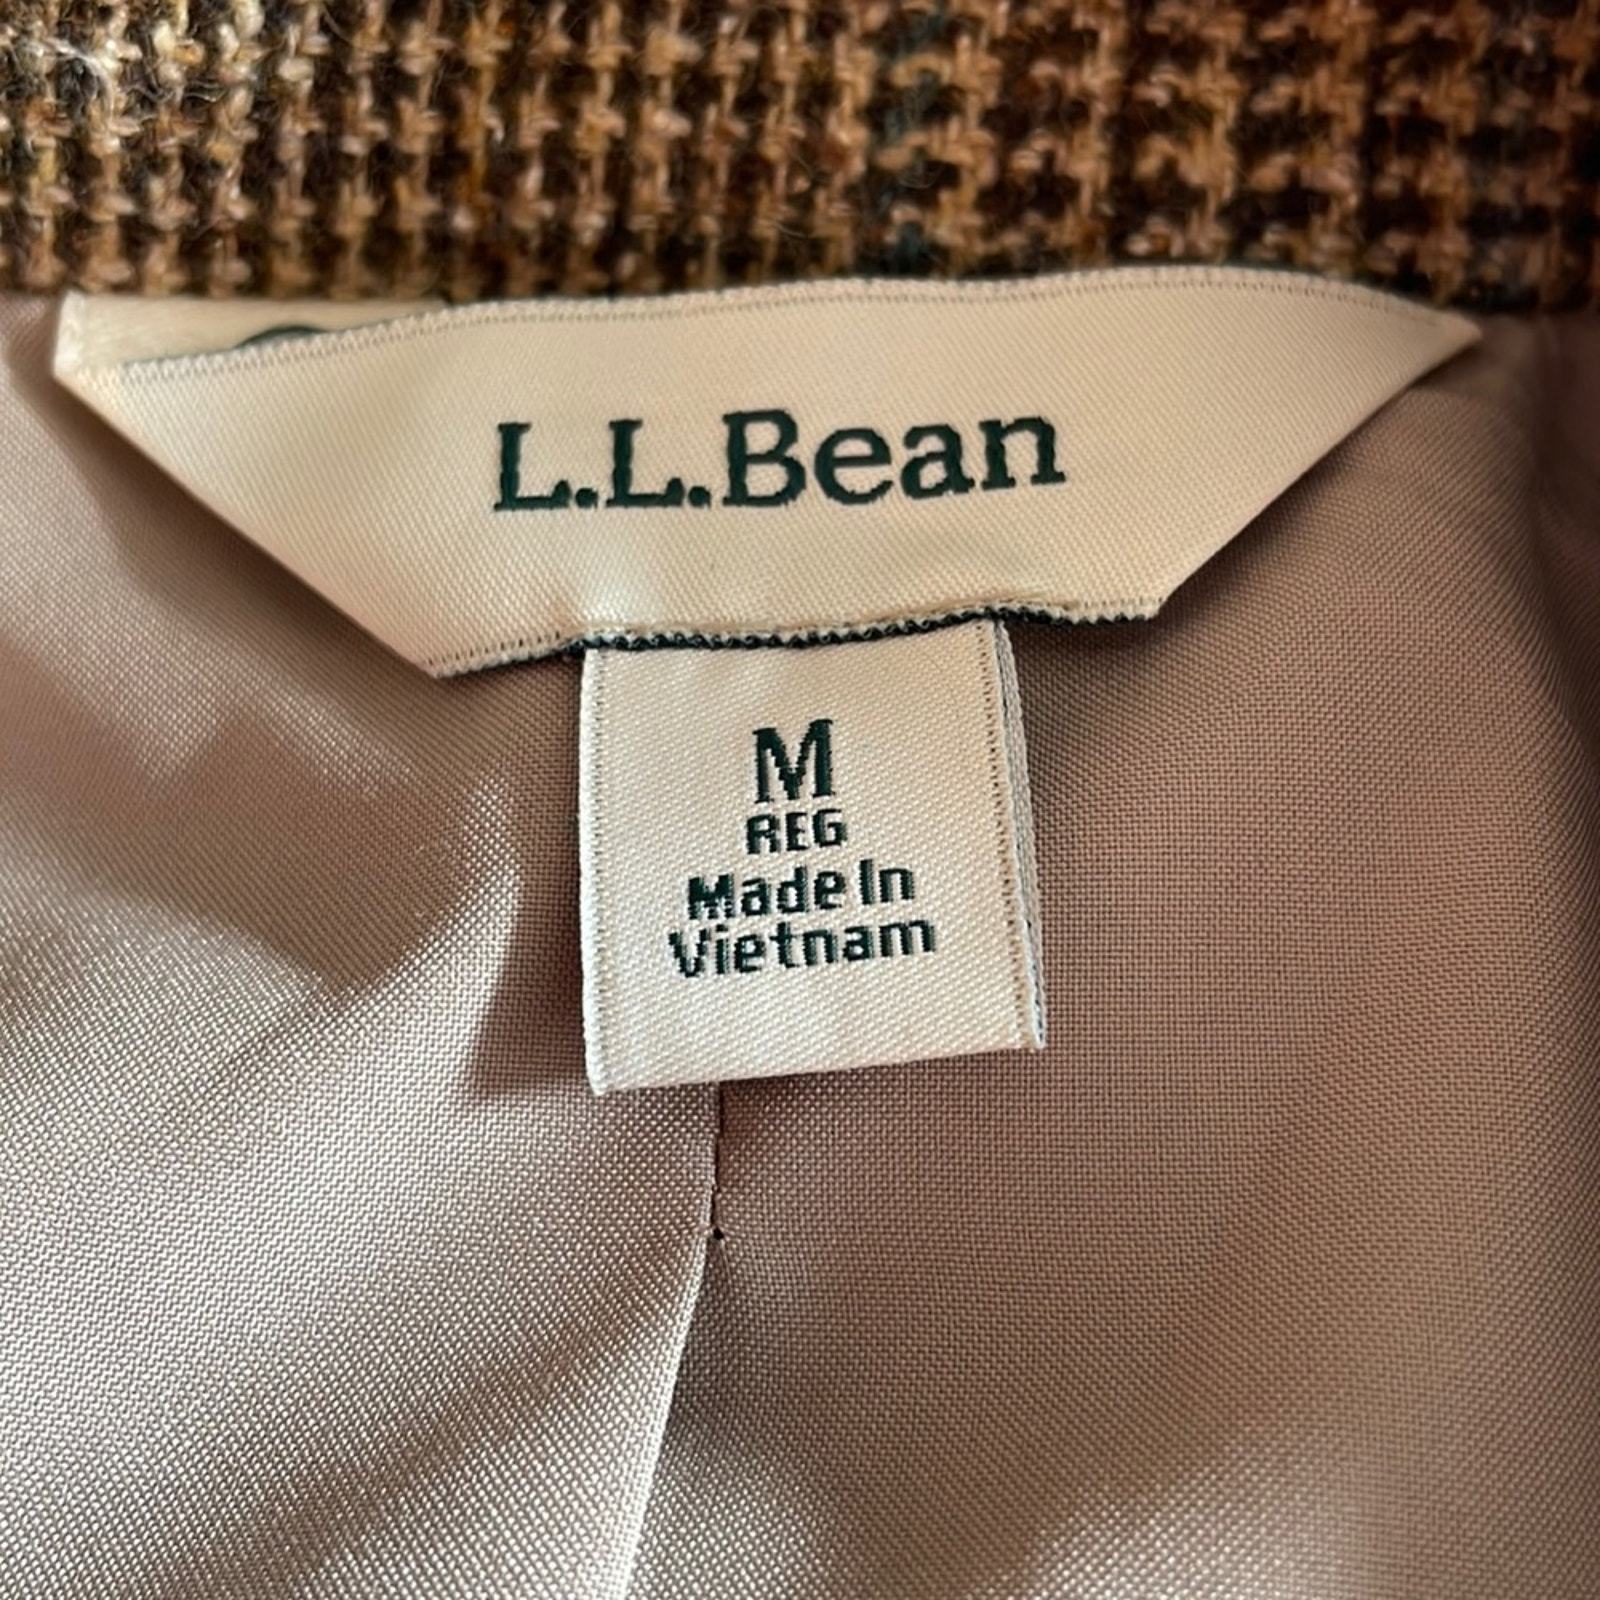 L.L.Bean
M
REG
Made In
Vietnam